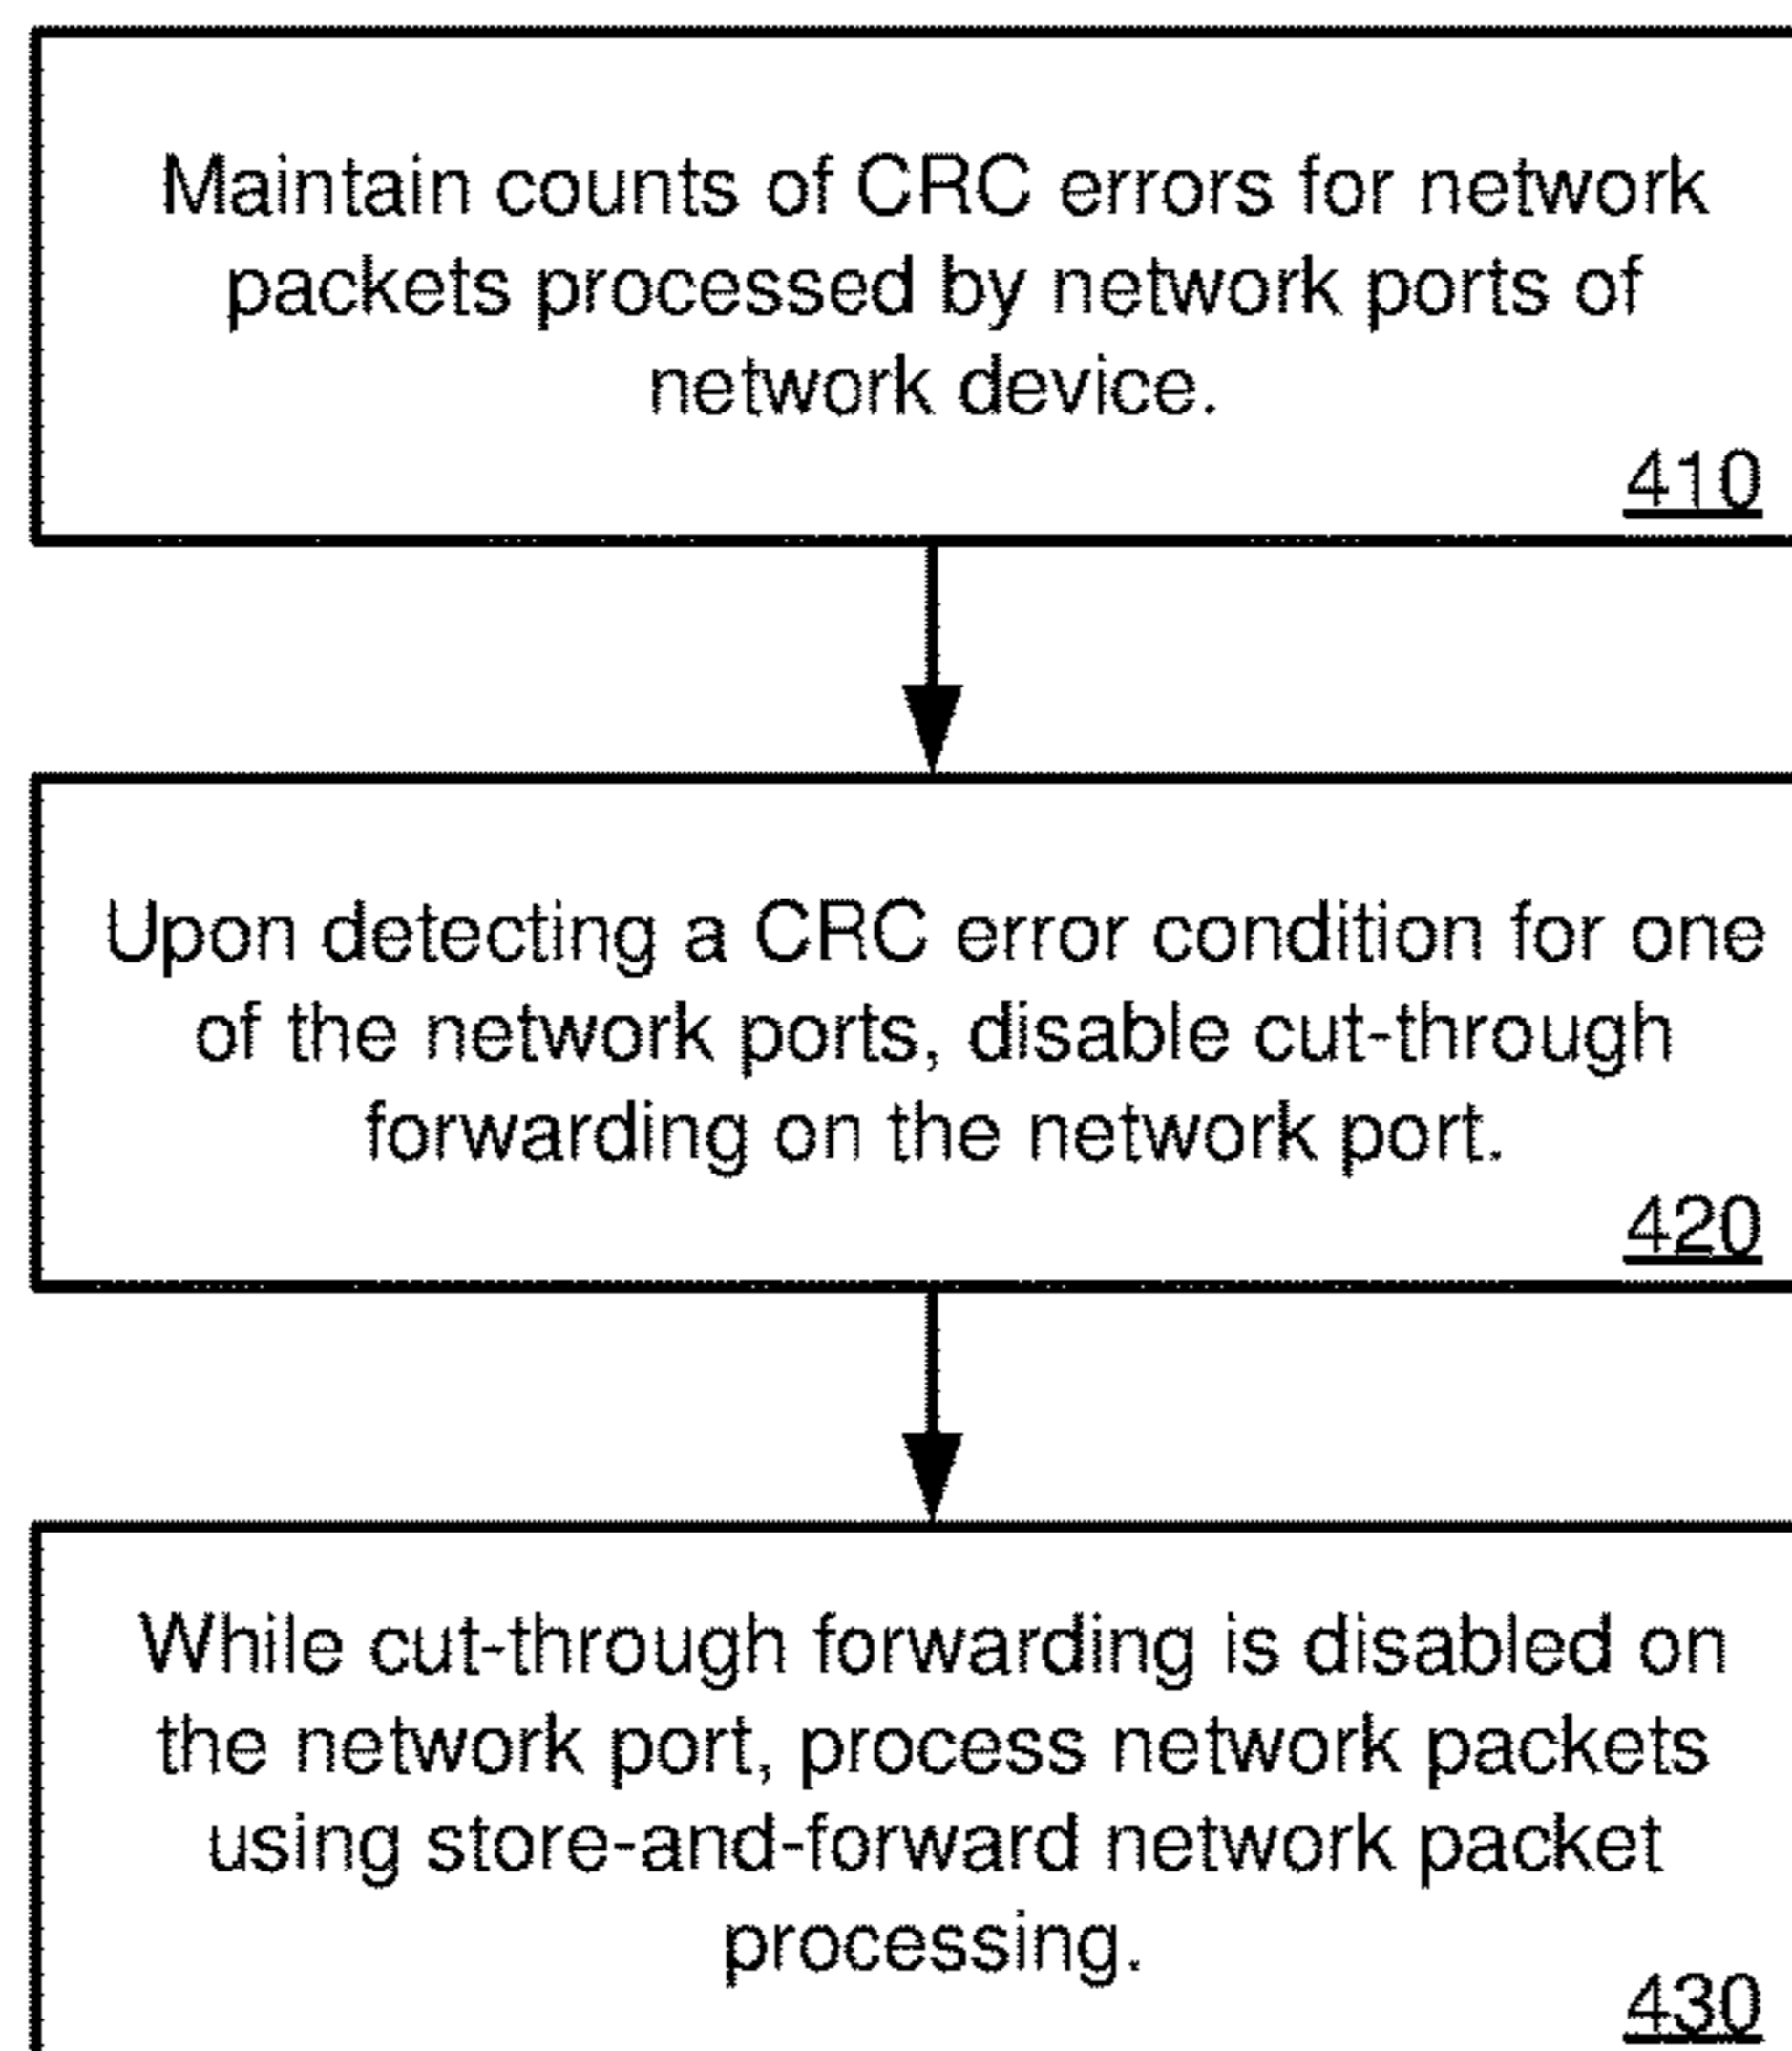 Maintain counts of CRC errors for network
packets processed by network ports of
network device.
410
Upon detecting a CRC error condition for one
of the network ports, disable cut-through
forwarding on the network port.
420
While cut-through forwarding is disabled on
the network port, process network packets
using store-and-forward network packet
processing.
430